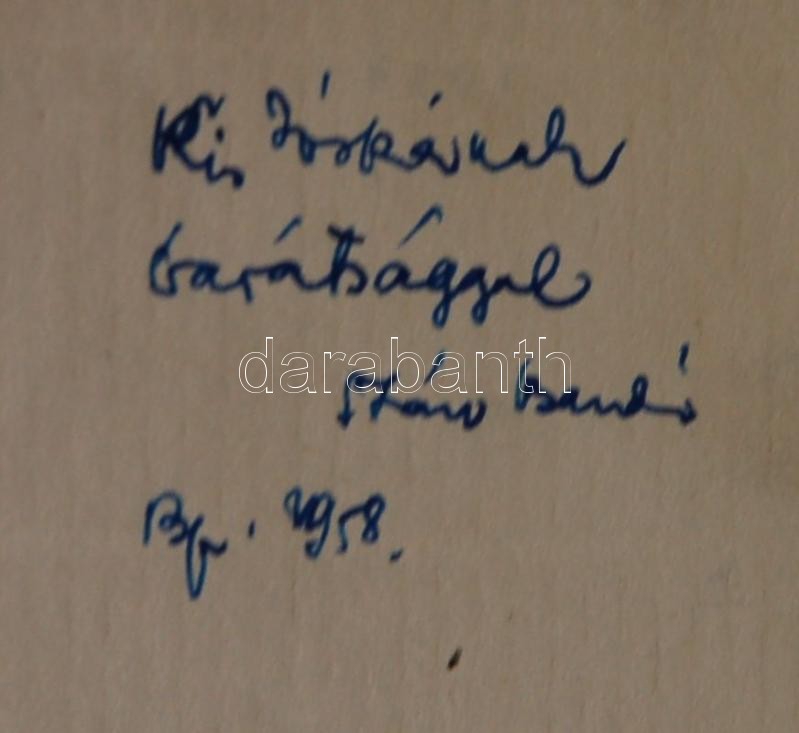 Kis Jóskának
barátsággal
darabanth
Bp. 1958.